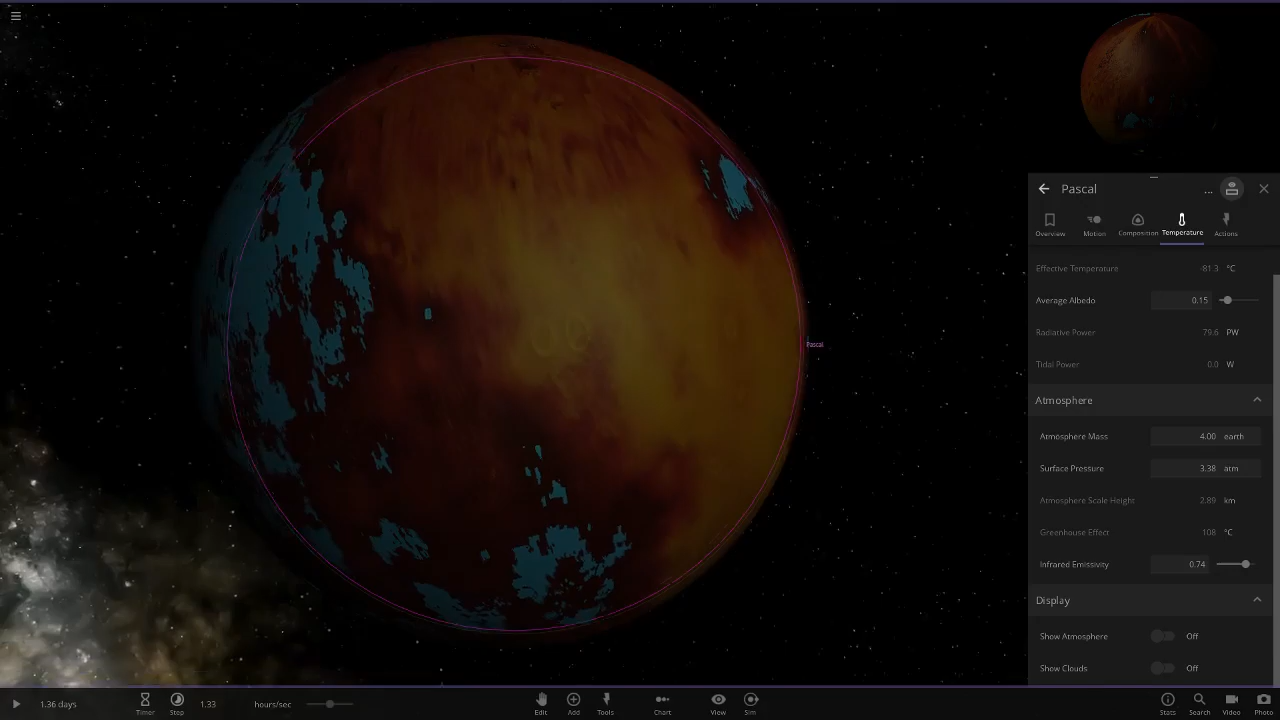 Pascal
...
Overview
Motion
Composition
Temperature
Actions
Effective Temperature -81.3 °C
Average Albedo 0.15
Radiative Power 79.6 PW
Tidal Power 0.0 W
Atmosphere
Atmosphere Mass 4.00 earth
Surface Pressure 3.38 atm
Atmosphere Scale Height 2.89 km
Greenhouse Effect 108 °C
Infrared Emissivity 0.74
Display
Show Atmosphere Off
Show Clouds Off
Pascal
1.36 days
Timer
Step
1.33 hours/sec
Edit
Add
Tools
Chart
View
Sim
Stats
Search
Video
Photo